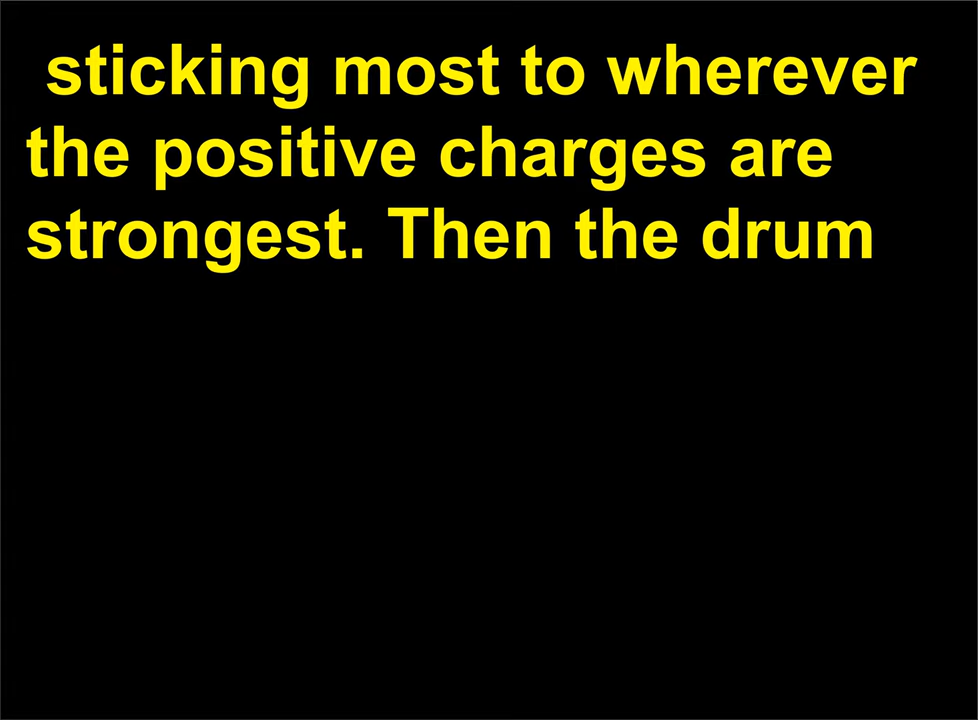 sticking most to wherever
the positive charges are
strongest. Then the drum